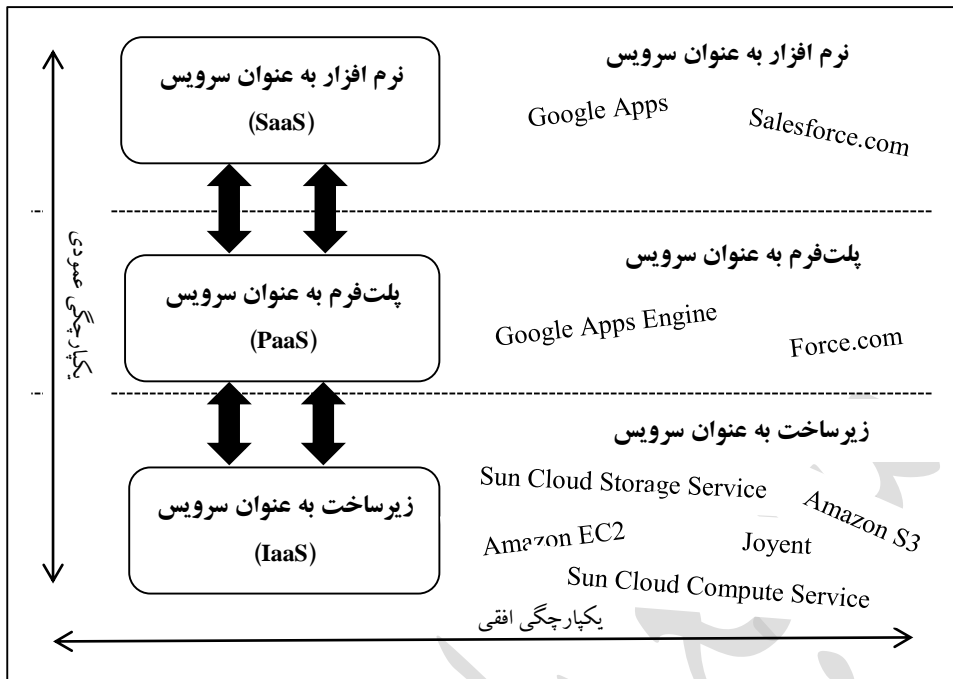 نرم افزار به عنوان سرویس
(SaaS)
نرم افزار به عنوان سرویس
Google Apps
Salesforce.com
یکپارچگی عمودی
پلت‌فرم به عنوان سرویس
(PaaS)
پلت‌فرم به عنوان سرویس
Google Apps Engine
Force.com
زیرساخت به عنوان سرویس
(IaaS)
زیرساخت به عنوان سرویس
Sun Cloud Storage Service
Amazon S3
Amazon EC2
Joyent
Sun Cloud Compute Service
یکپارچگی افقی